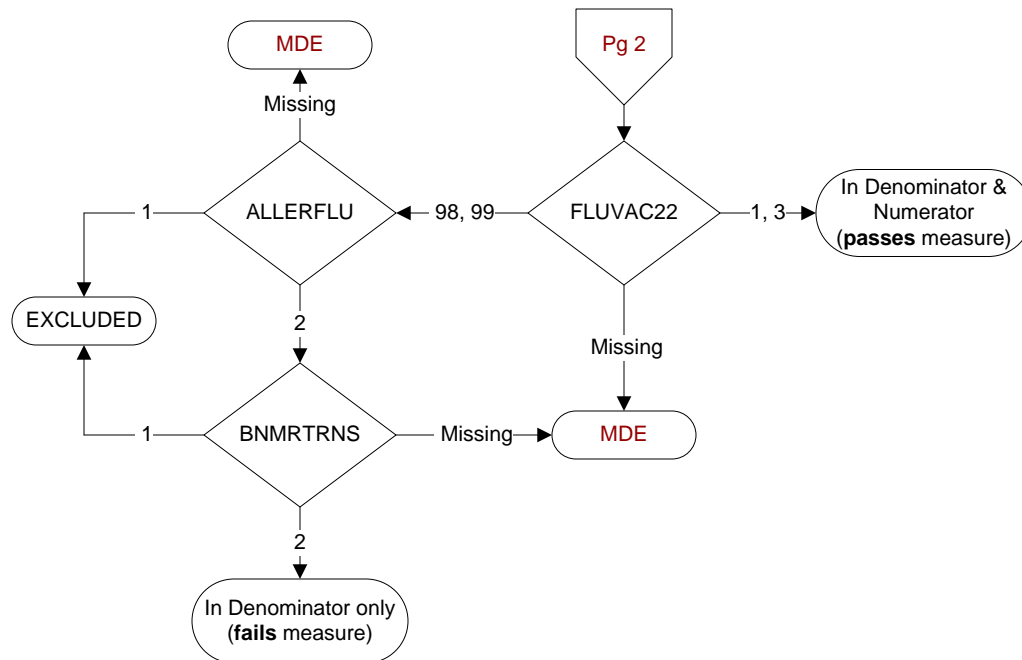 MDE
Pg 2
Missing
ALLERFLU
98, 99
FLUVAC22
1, 3
In Denominator &
Numerator
(passes measure)
1
EXCLUDED
2
Missing
1
BNMRTRNS
Missing
MDE
2
In Denominator only
(fails measure)